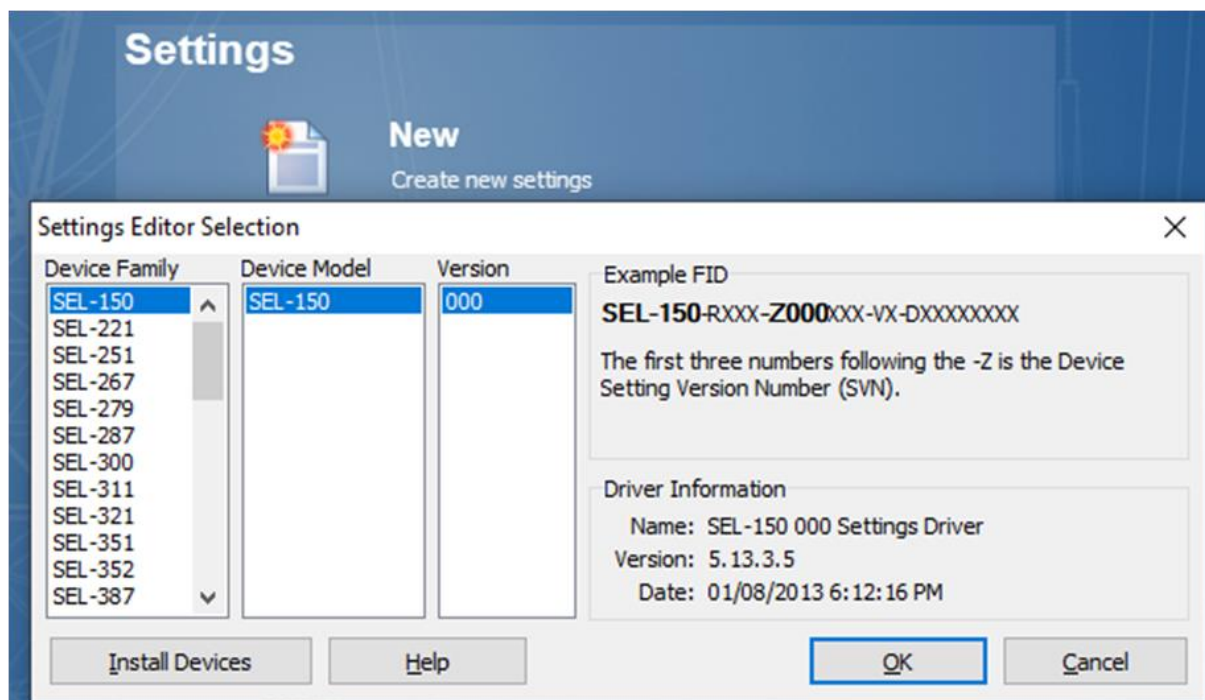 Settings
New
Create new settings
Settings Editor Selection
Device Family
SEL-150
SEL-221
SEL-251
SEL-267
SEL-279
SEL-287
SEL-300
SEL-311
SEL-321
SEL-351
SEL-352
SEL-387
Device Model
SEL-150
Version
000
Example FID
SEL-150-RXXX-Z000XXX-VX-DXXXXXXXX
The first three numbers following the -Z is the Device
Setting Version Number (SVN).
Driver Information
Name: SEL-150 000 Settings Driver
Version: 5.13.3.5
Date: 01/08/2013 6:12:16 PM
Install Devices
Help
OK
Cancel